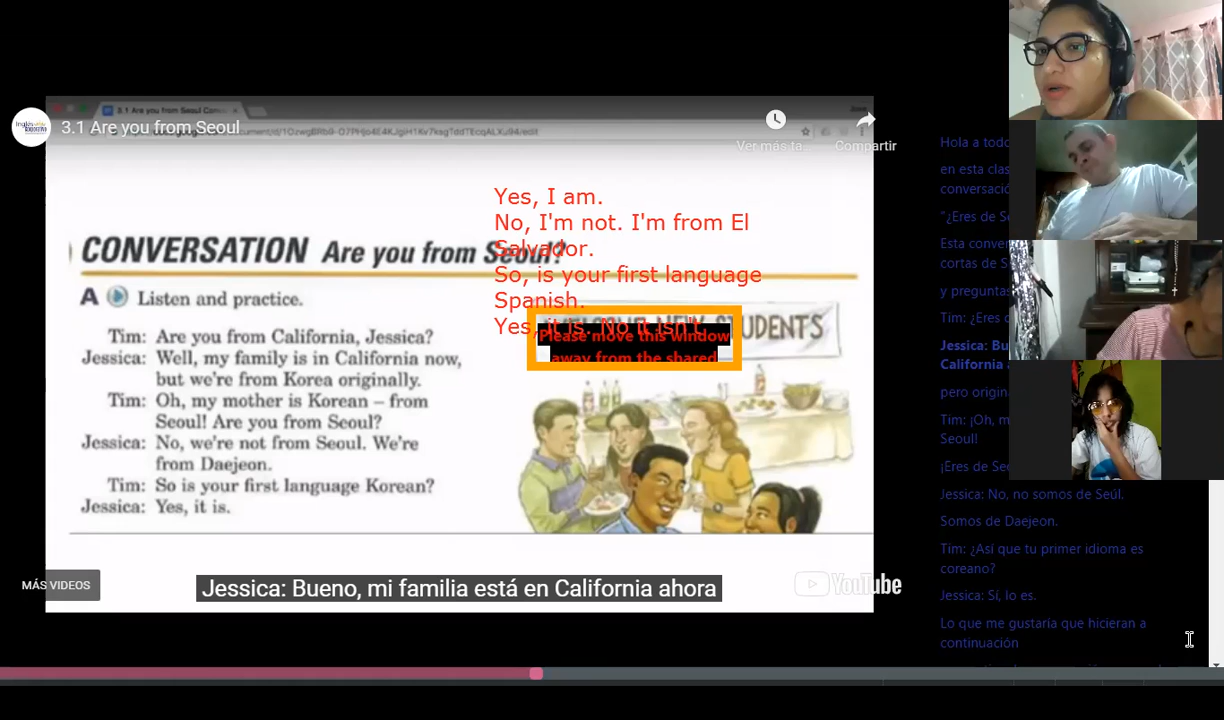 3.1 Are you from Seoul
Ver más ta...
Compartir
CONVERSATION Are you from Seoul?
A Listen and practice.
Tim: Are you from California, Jessica?
Jessica: Well, my family is in California now,
but we're from Korea originally.
Tim: Oh, my mother is Korean – from
Seoul! Are you from Seoul?
Jessica: No, we're not from Seoul. We're
from Daejeon.
Tim: So is your first language Korean?
Jessica: Yes, it is.
Yes, I am.
No, I'm not. I'm from El
Salvador.
So, is your first language
Spanish.
Yes, it is. No it isn't.
STUDENTS
Please move this window
away from the shared
MÁS VIDEOS
Jessica: Bueno, mi familia está en California ahora
YouTube
Hola a todo
en esta clas
conversació
"¿Eres de Se
Esta conver
cortas de S
y preguntas
Tim: ¿Eres d
Jessica: Bu
California a
pero origin
Tim: ¡Oh, m
Seoul!
¡Eres de Seo
Jessica: No, no somos de Seúl.
Somos de Daejeon.
Tim: ¿Así que tu primer idioma es
coreano?
Jessica: Sí, lo es.
Lo que me gustaría que hicieran a
continuación